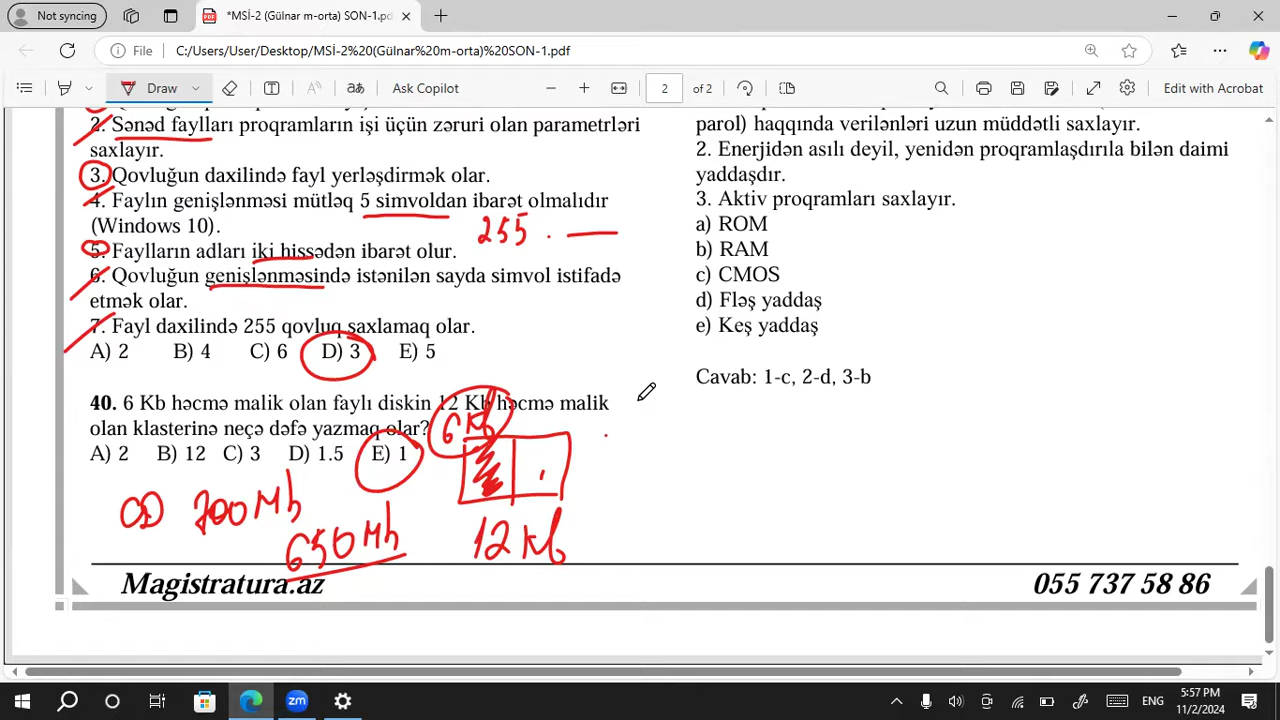 Not syncing
*MSİ-2 (Gülnar m-orta) SON-1.pd
File
C:/Users/User/Desktop/MSİ-2%20(Gülnar%20m-orta)%20SON-1.pdf
Draw
Ask Copilot
2
of 2
Edit with Acrobat
2. Sənəd faylları proqramların işi üçün zəruri olan parametrləri
saxlayır.
3. Qovluğun daxilində fayl yerləşdirmək olar.
4. Faylın genişlənməsi mütləq 5 simvoldan ibarət olmalıdır
(Windows 10).
255 .
5. Faylların adları iki hissədən ibarət olur.
6. Qovluğun genişlənməsində istənilən sayda simvol istifadə
etmək olar.
7. Fayl daxilində 255 qovluq saxlamaq olar.
A) 2 B) 4 C) 6 D) 3 E) 5
40. 6 Kb həcmə malik olan faylı diskin 12 Kb həcmə malik
olan klasterinə neçə dəfə yazmaq olar?
6 Kb
A) 2 B) 12 C) 3 D) 1.5 E) 1
CD 700 Mb
650 Mb
12 Kb
parol) haqqında verilənləri uzun müddətli saxlayır.
2. Enerjidən asılı deyil, yenidən proqramlaşdırıla bilən daimi
yaddaşdır.
3. Aktiv proqramları saxlayır.
a) ROM
b) RAM
c) CMOS
d) Fləş yaddaş
e) Keş yaddaş
Cavab: 1-c, 2-d, 3-b
Magistratura.az
055 737 58 86
ENG
5:57 PM
11/2/2024